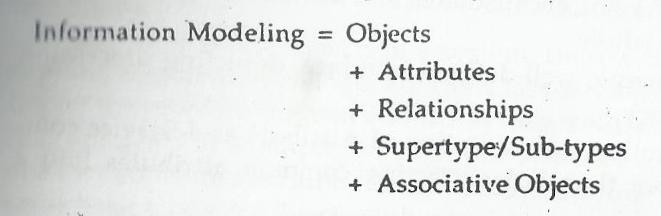 Information Modeling = Objects
+ Attributes
+ Relationships
+ Supertype/Sub-types
+ Associative Objects